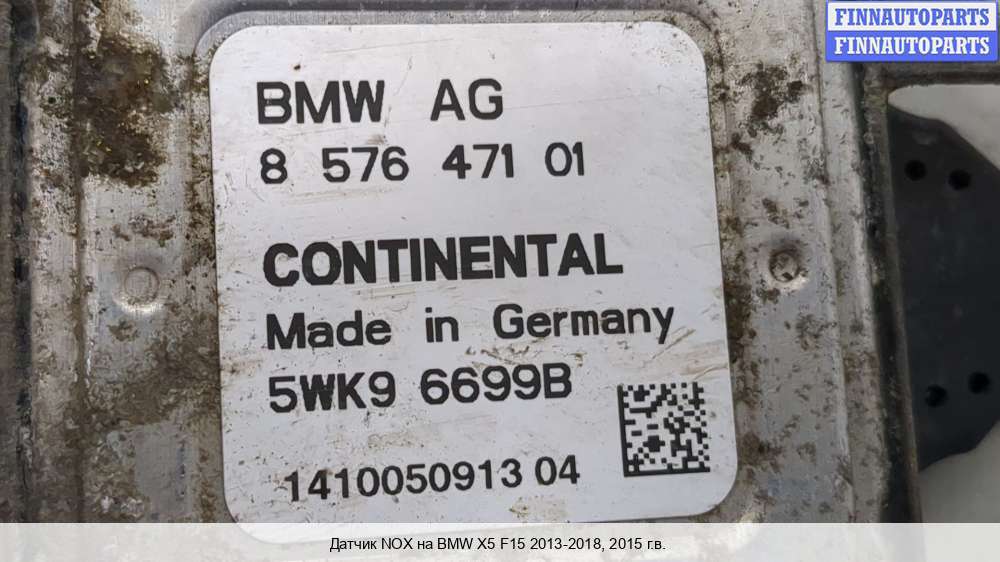 FINNAUTOPARTS
FINNAUTOPARTS
BMW AG
8 576 471 01
CONTINENTAL
Made in Germany
5WK9 6699B
1410050913 04
Датчик NOX на BMW X5 F15 2013-2018, 2015 г.в.